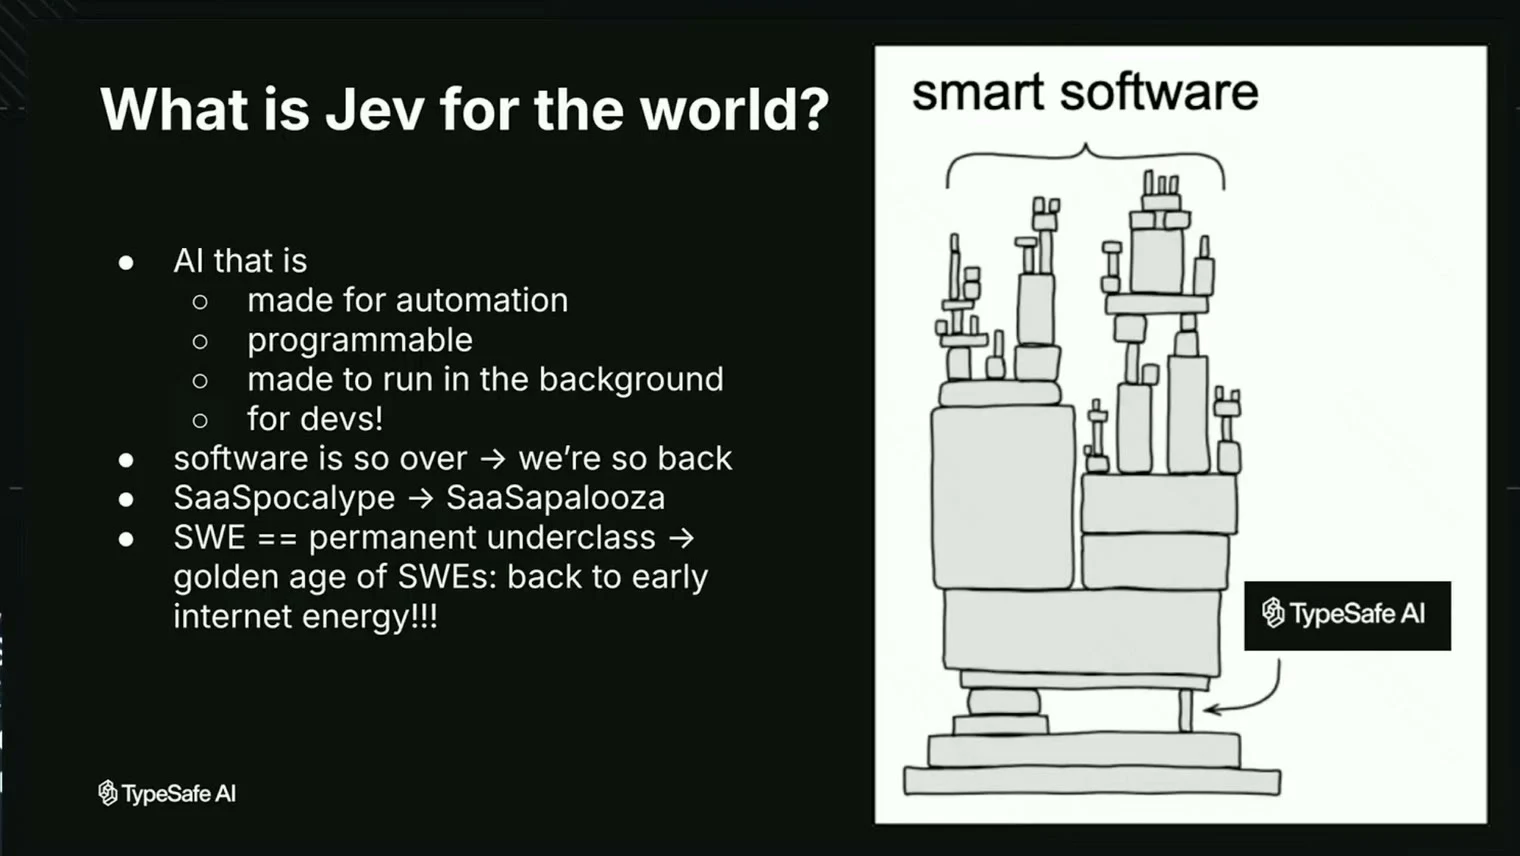 What is Jev for the world?
● AI that is
○ made for automation
○ programmable
○ made to run in the background
○ for devs!
● software is so over → we’re so back
● SaaSpocalype → SaaSapalooza
● SWE == permanent underclass →
golden age of SWEs: back to early
internet energy!!!
TypeSafe AI
smart software
TypeSafe AI